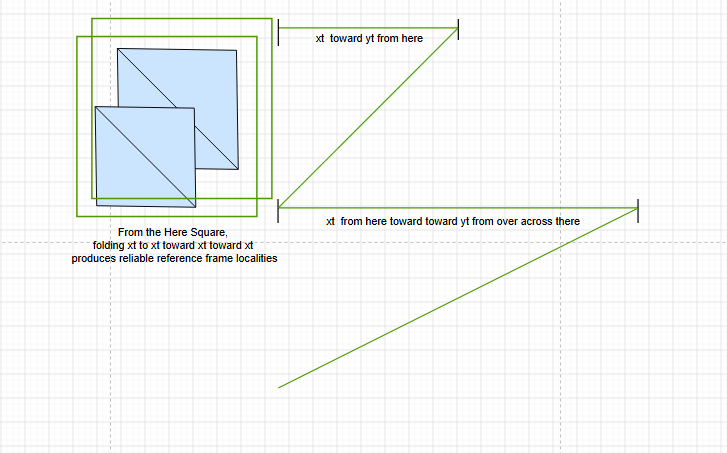 xt  toward yt from here
xt  from here toward toward yt from over across there
From the Here Square,
folding xt to xt toward xt toward xt
produces reliable reference frame localities